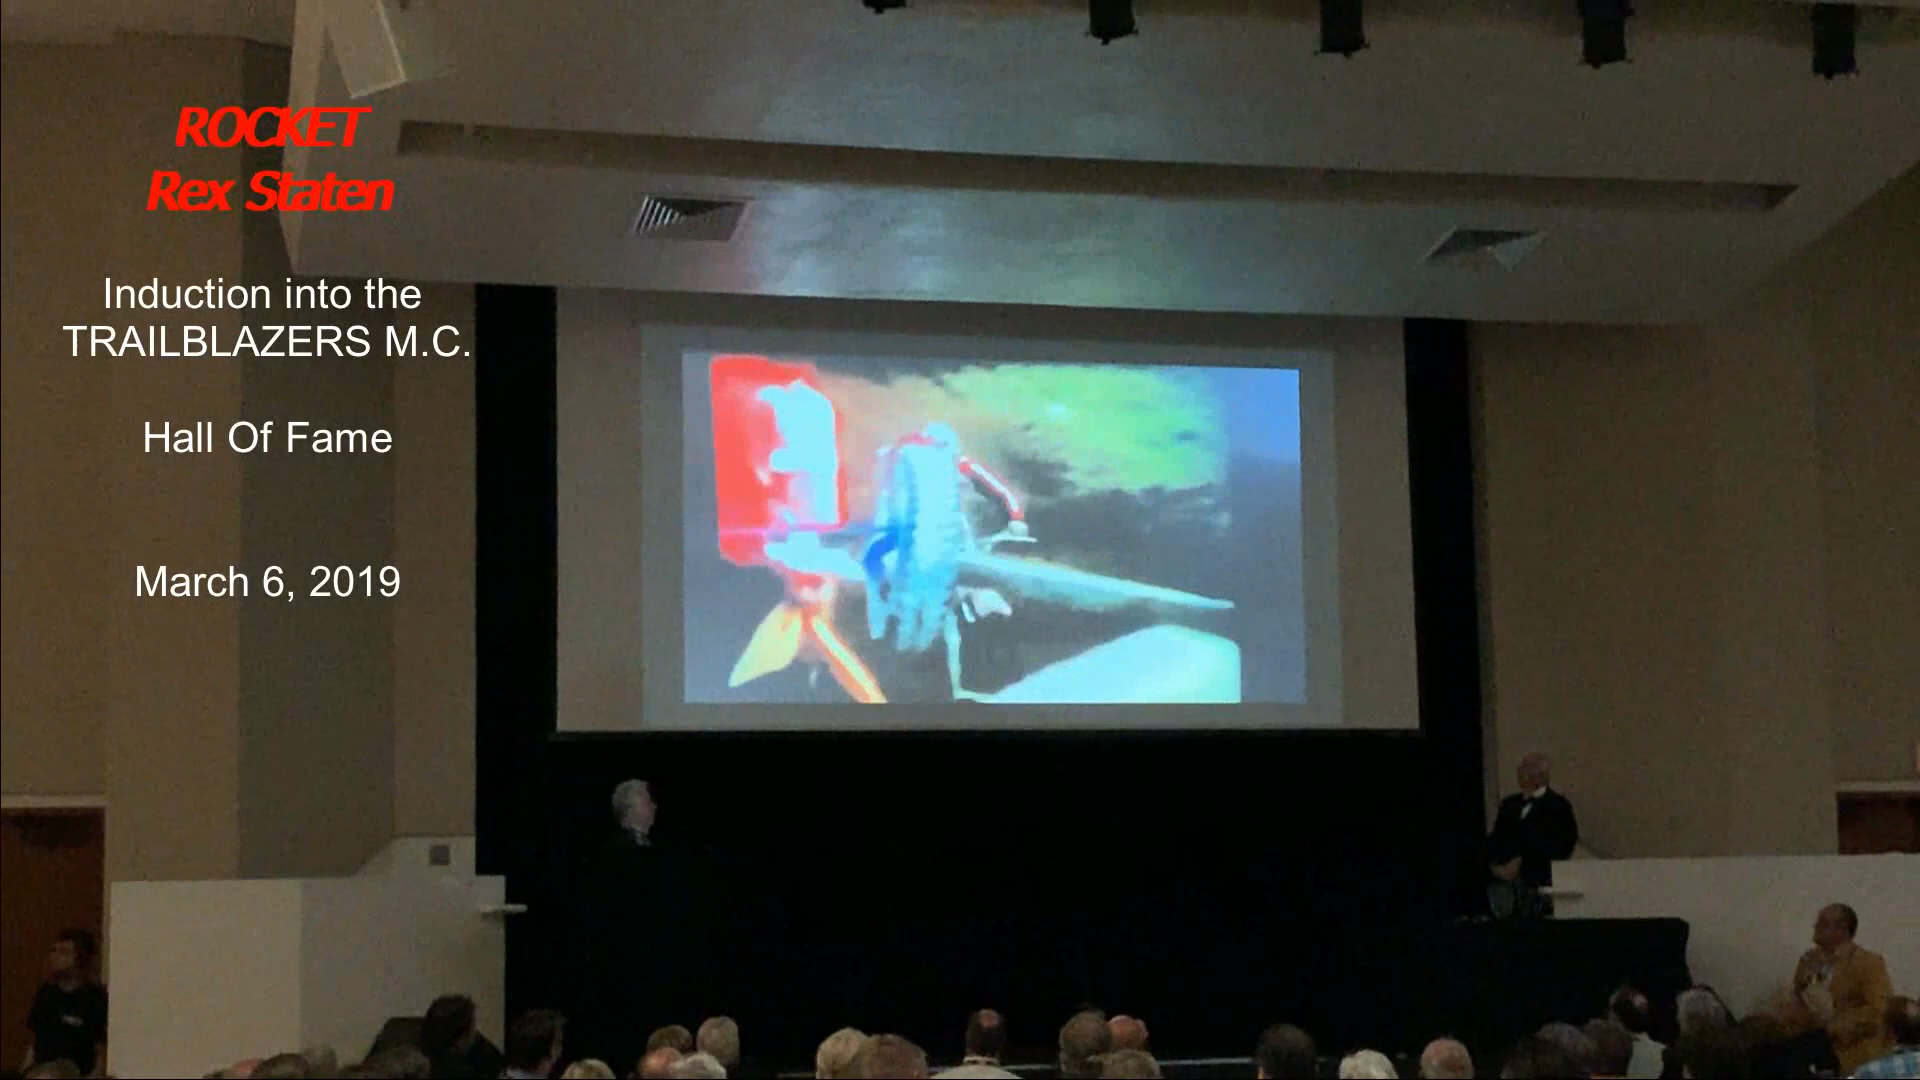 ROCKET
Rex Staten
Induction into the
TRAILBLAZERS M.C.
Hall Of Fame
March 6, 2019